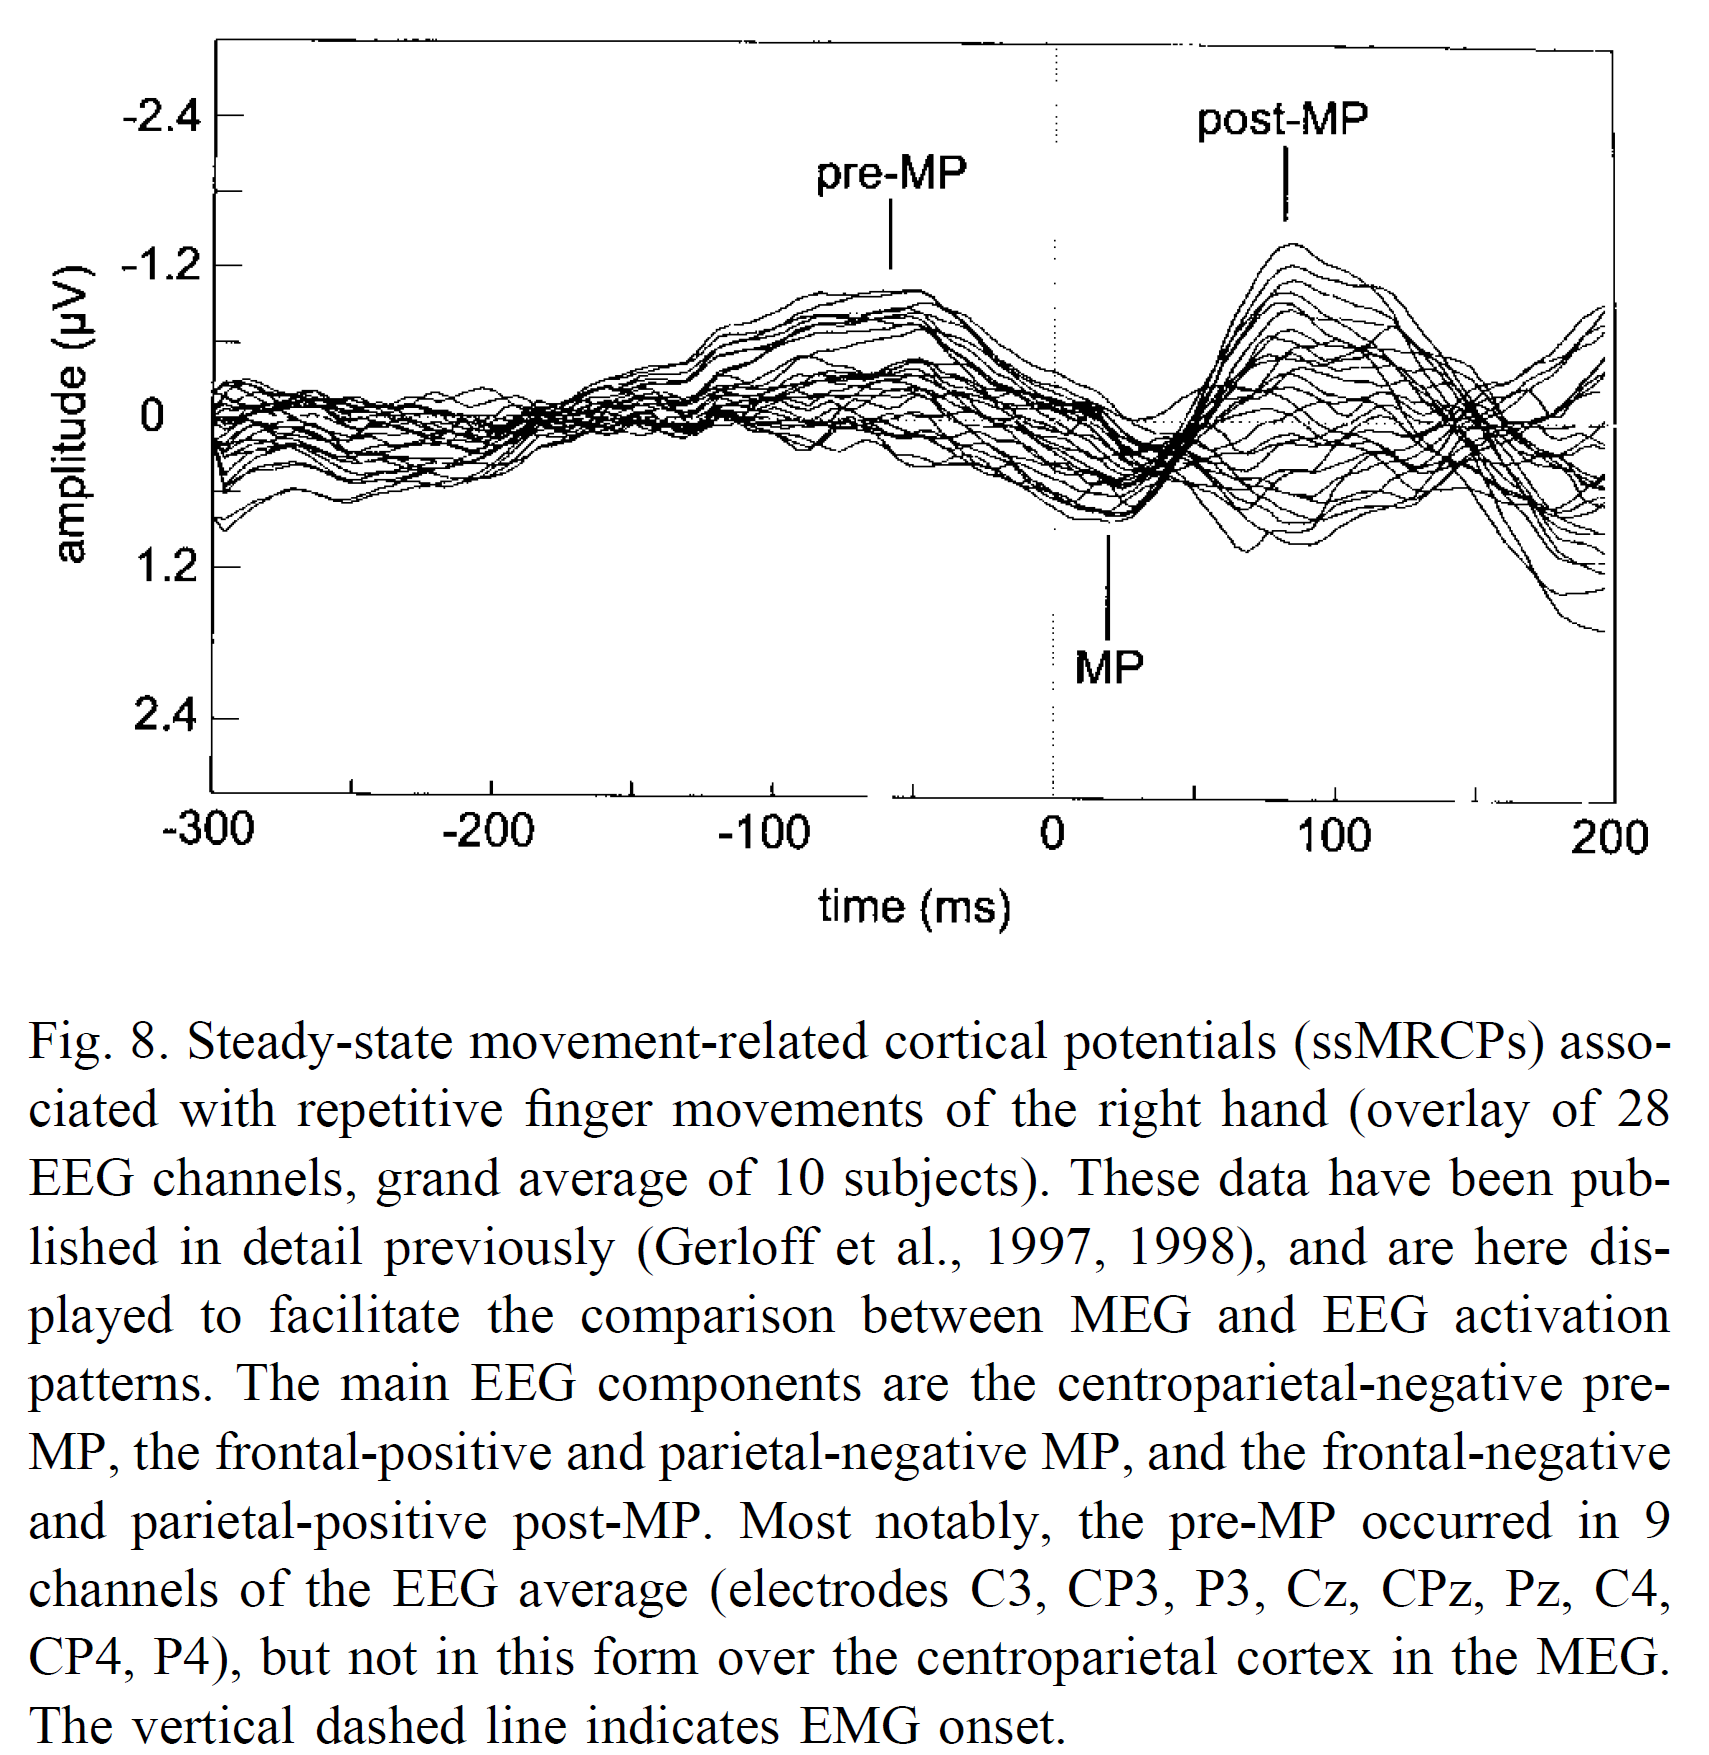 -2.4
post-MP
pre-MP
-1.2
amplitude (µV)
0
1.2
MP
2.4
-300
-200
-100
0
100
200
time (ms)
Fig. 8. Steady-state movement-related cortical potentials (ssMRCPs) asso-
ciated with repetitive finger movements of the right hand (overlay of 28
EEG channels, grand average of 10 subjects). These data have been pub-
lished in detail previously (Gerloff et al., 1997, 1998), and are here dis-
played to facilitate the comparison between MEG and EEG activation
patterns. The main EEG components are the centroparietal-negative pre-
MP, the frontal-positive and parietal-negative MP, and the frontal-negative
and parietal-positive post-MP. Most notably, the pre-MP occurred in 9
channels of the EEG average (electrodes C3, CP3, P3, Cz, CPz, Pz, C4,
CP4, P4), but not in this form over the centroparietal cortex in the MEG.
The vertical dashed line indicates EMG onset.